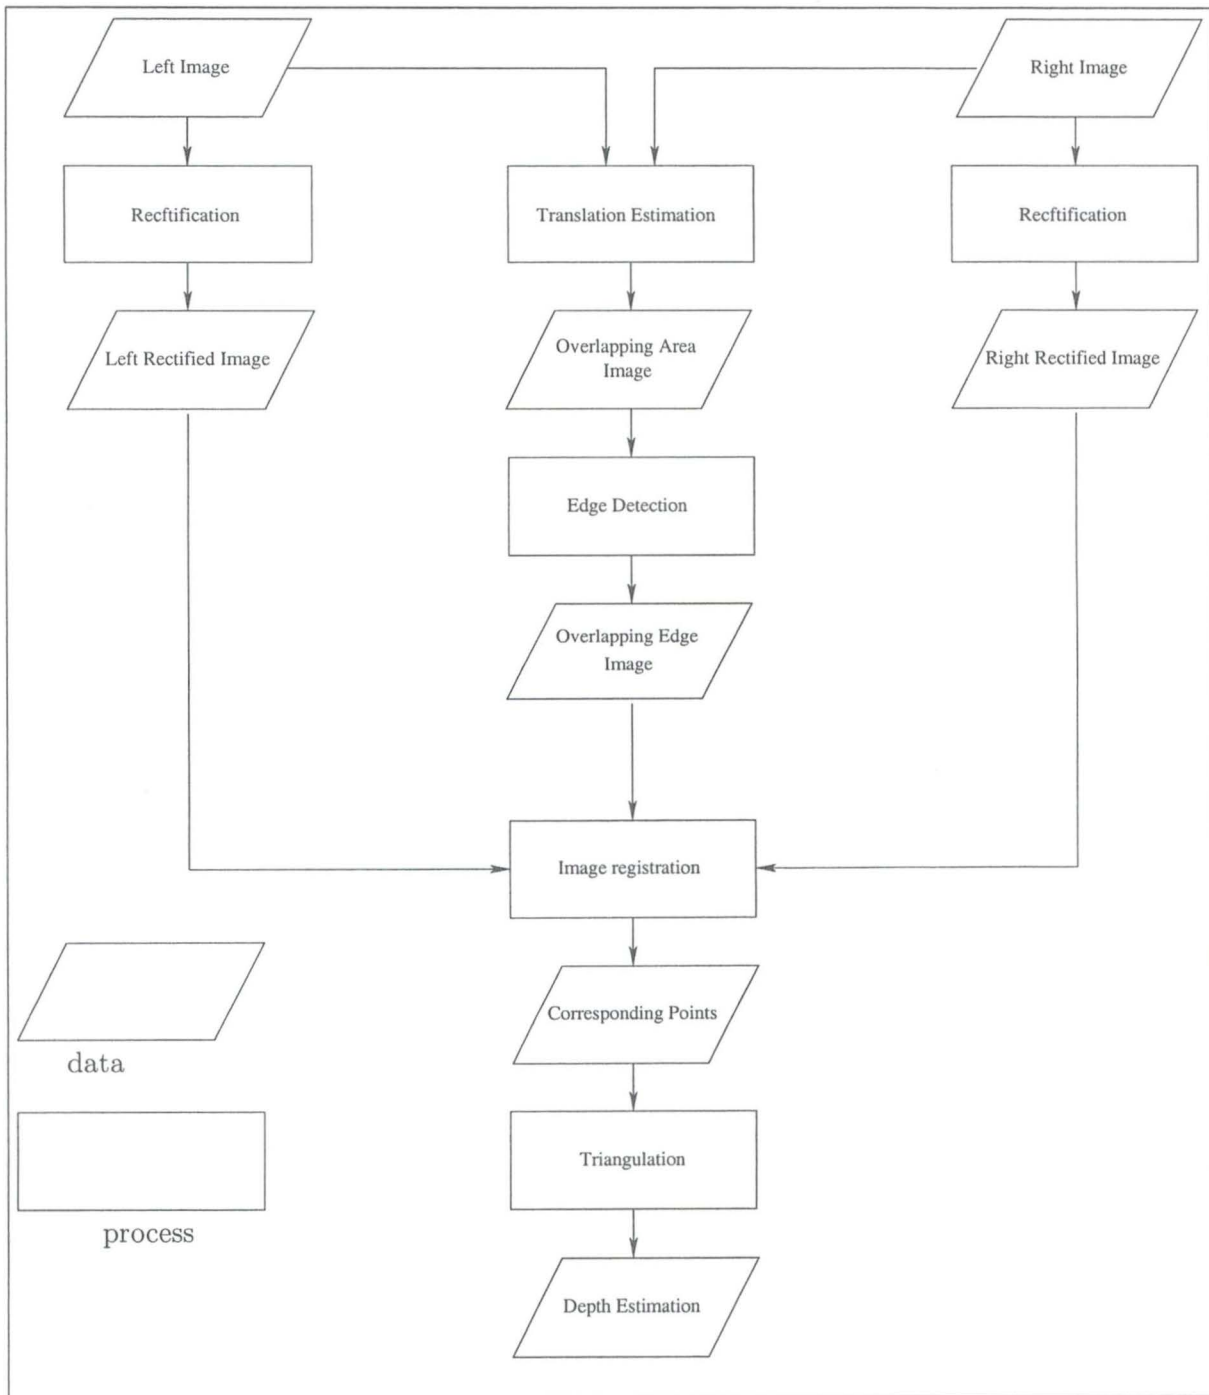 Left Image
Right Image
Recftification
Translation Estimation
Recftification
Left Rectified Image
Overlapping Area
Image
Right Rectified Image
Edge Detection
Overlapping Edge
Image
Image registration
Corresponding Points
data
Triangulation
process
Depth Estimation